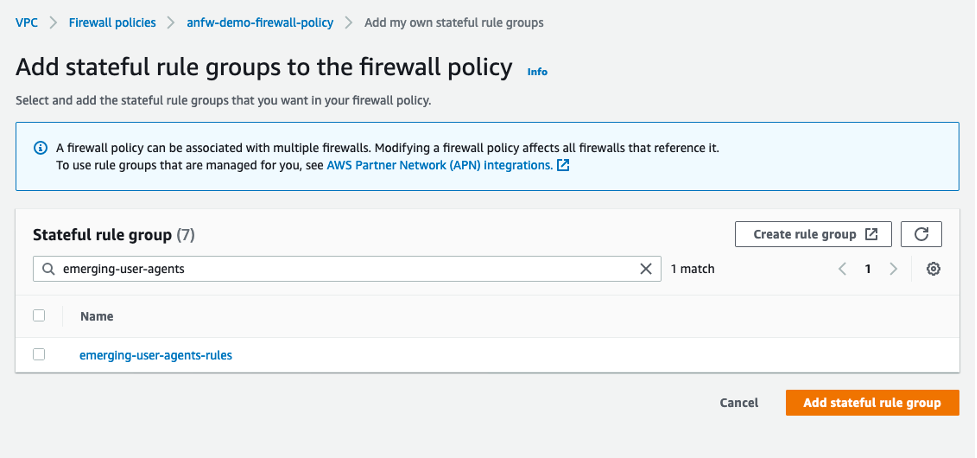 VPC > Firewall policies > anfw-demo-firewall-policy > Add my own stateful rule groups
Add stateful rule groups to the firewall policy Info
Select and add the stateful rule groups that you want in your firewall policy.
A firewall policy can be associated with multiple firewalls. Modifying a firewall policy affects all firewalls that reference it.
To use rule groups that are managed for you, see AWS Partner Network (APN) integrations.
Stateful rule group (7)
Create rule group
emerging-user-agents
1 match
1
Name
emerging-user-agents-rules
Cancel
Add stateful rule group